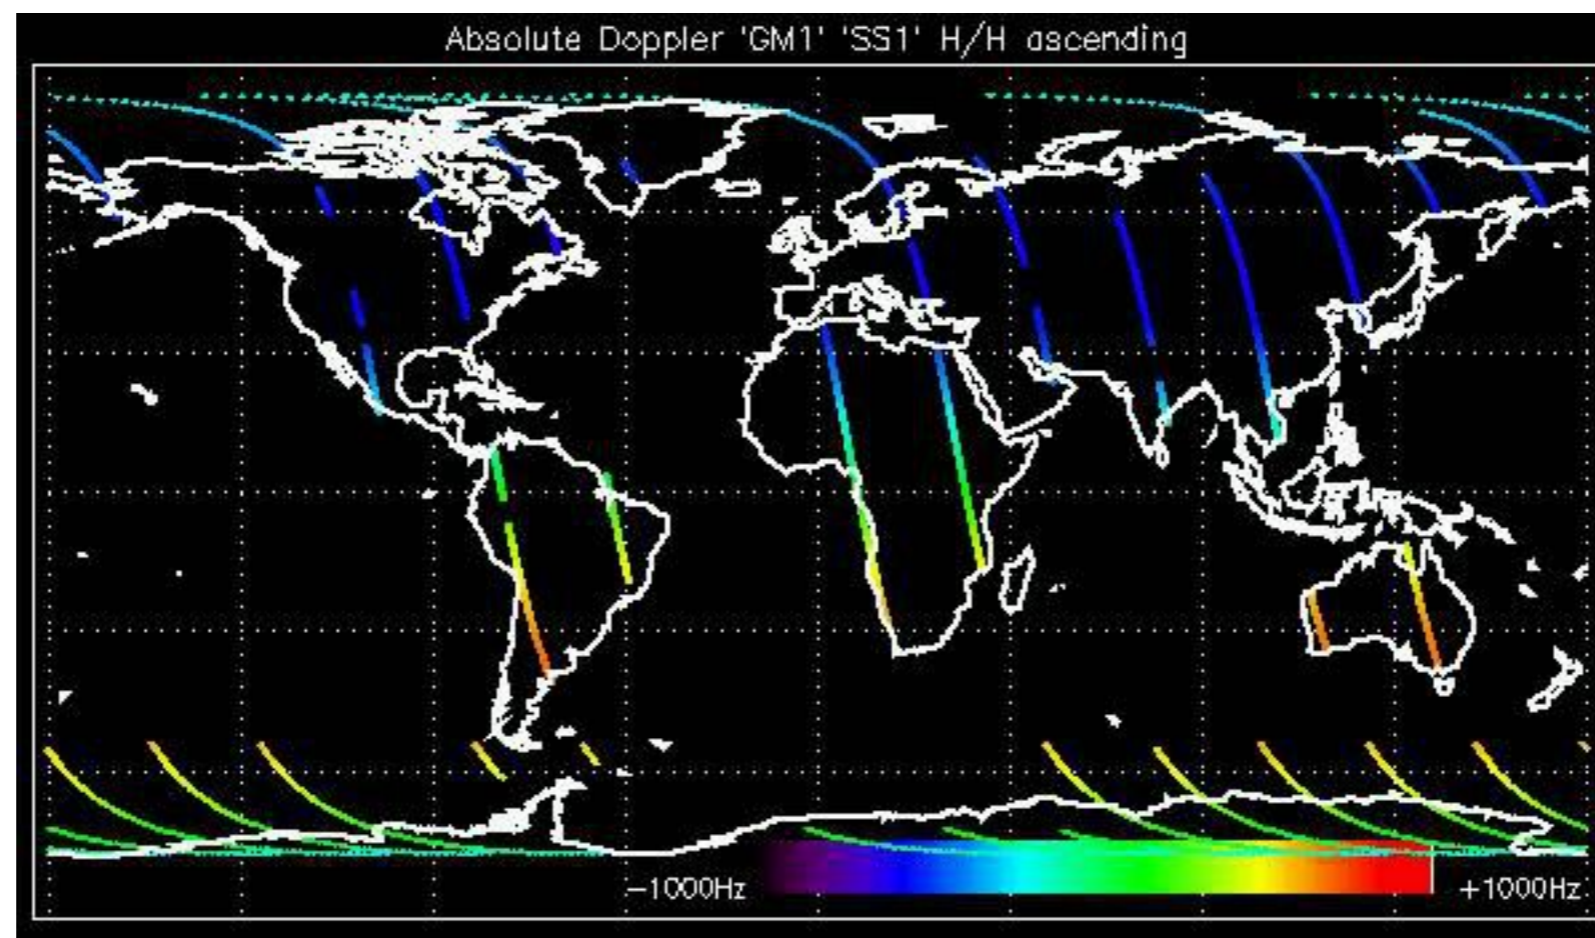 Absolute Doppler 'GM1' 'SS1' H/H ascending
−1000Hz
+1000Hz